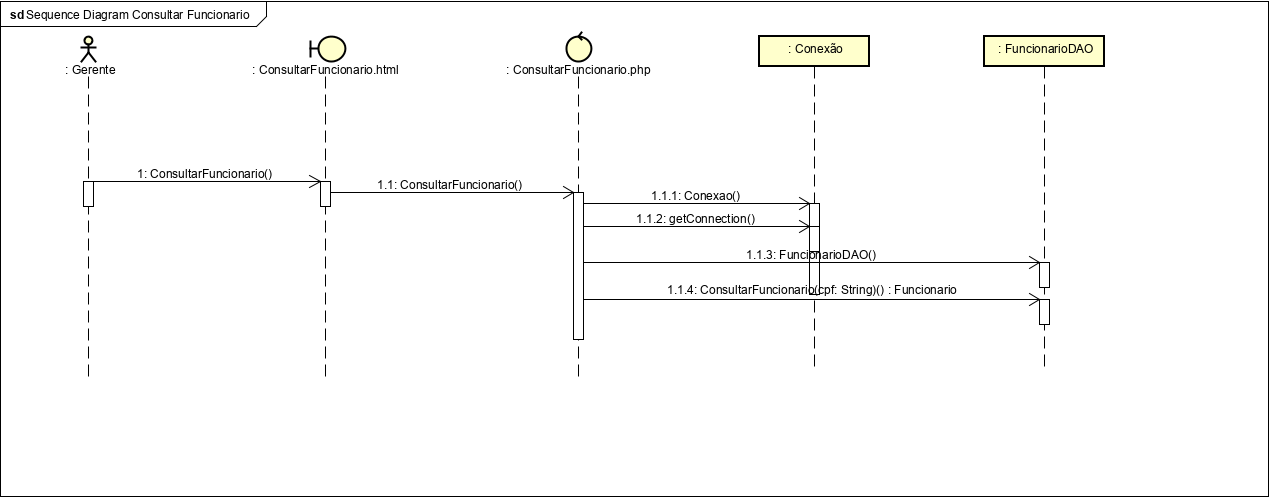 sd Sequence Diagram Consultar Funcionario
: Gerente
: ConsultarFuncionario.html
: ConsultarFuncionario.php
: Conexão
: FuncionarioDAO
1: ConsultarFuncionario()
1.1: ConsultarFuncionario()
1.1.1: Conexao()
1.1.2: getConnection()
1.1.3: FuncionarioDAO()
1.1.4: ConsultarFuncionario(cpf: String)() : Funcionario